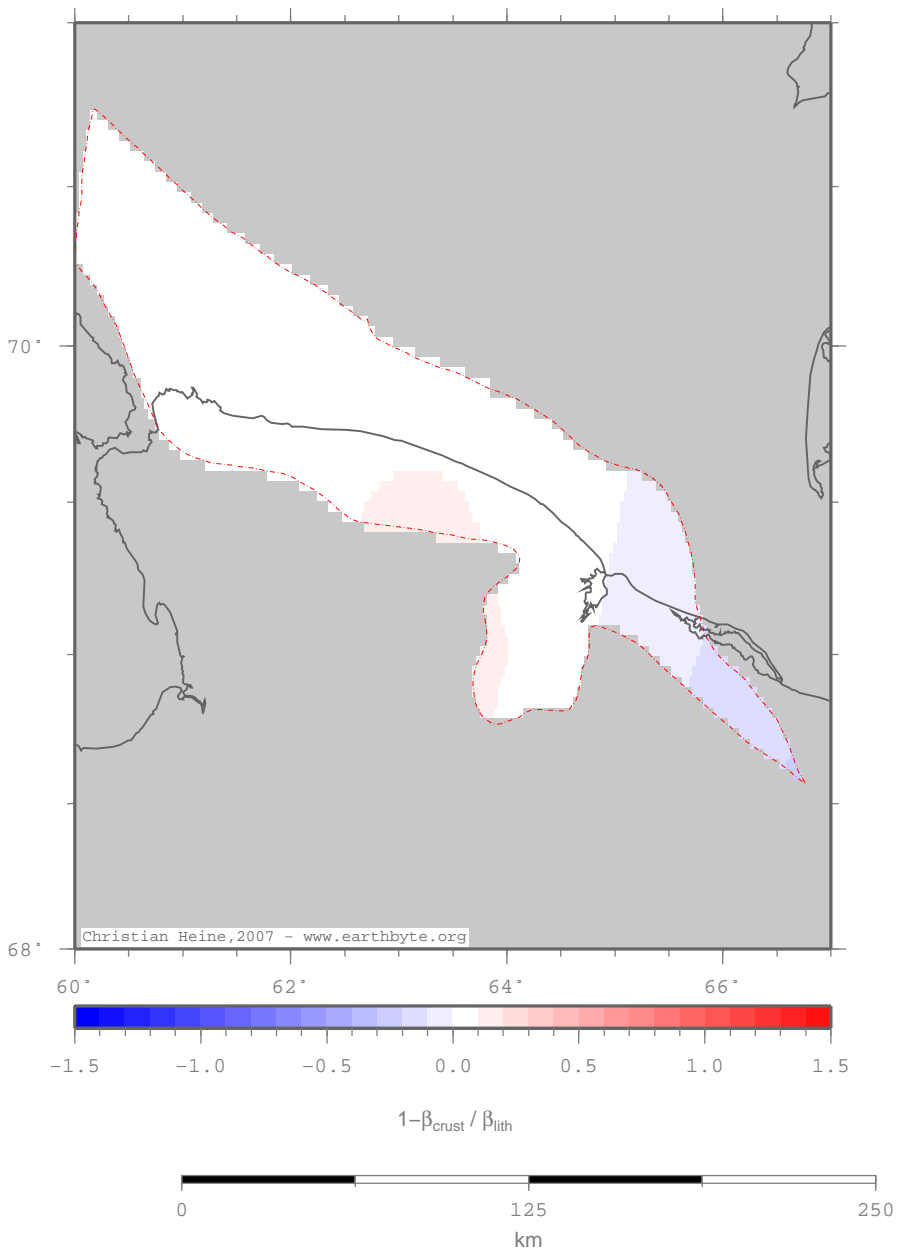 70°
Christian Heine,2007 - www.earthbyte.org
68°
60° 62° 64° 66°
-1.5 -1.0 -0.5 0.0 0.5 1.0 1.5
1-βcrust / βlith
0 125 250
km